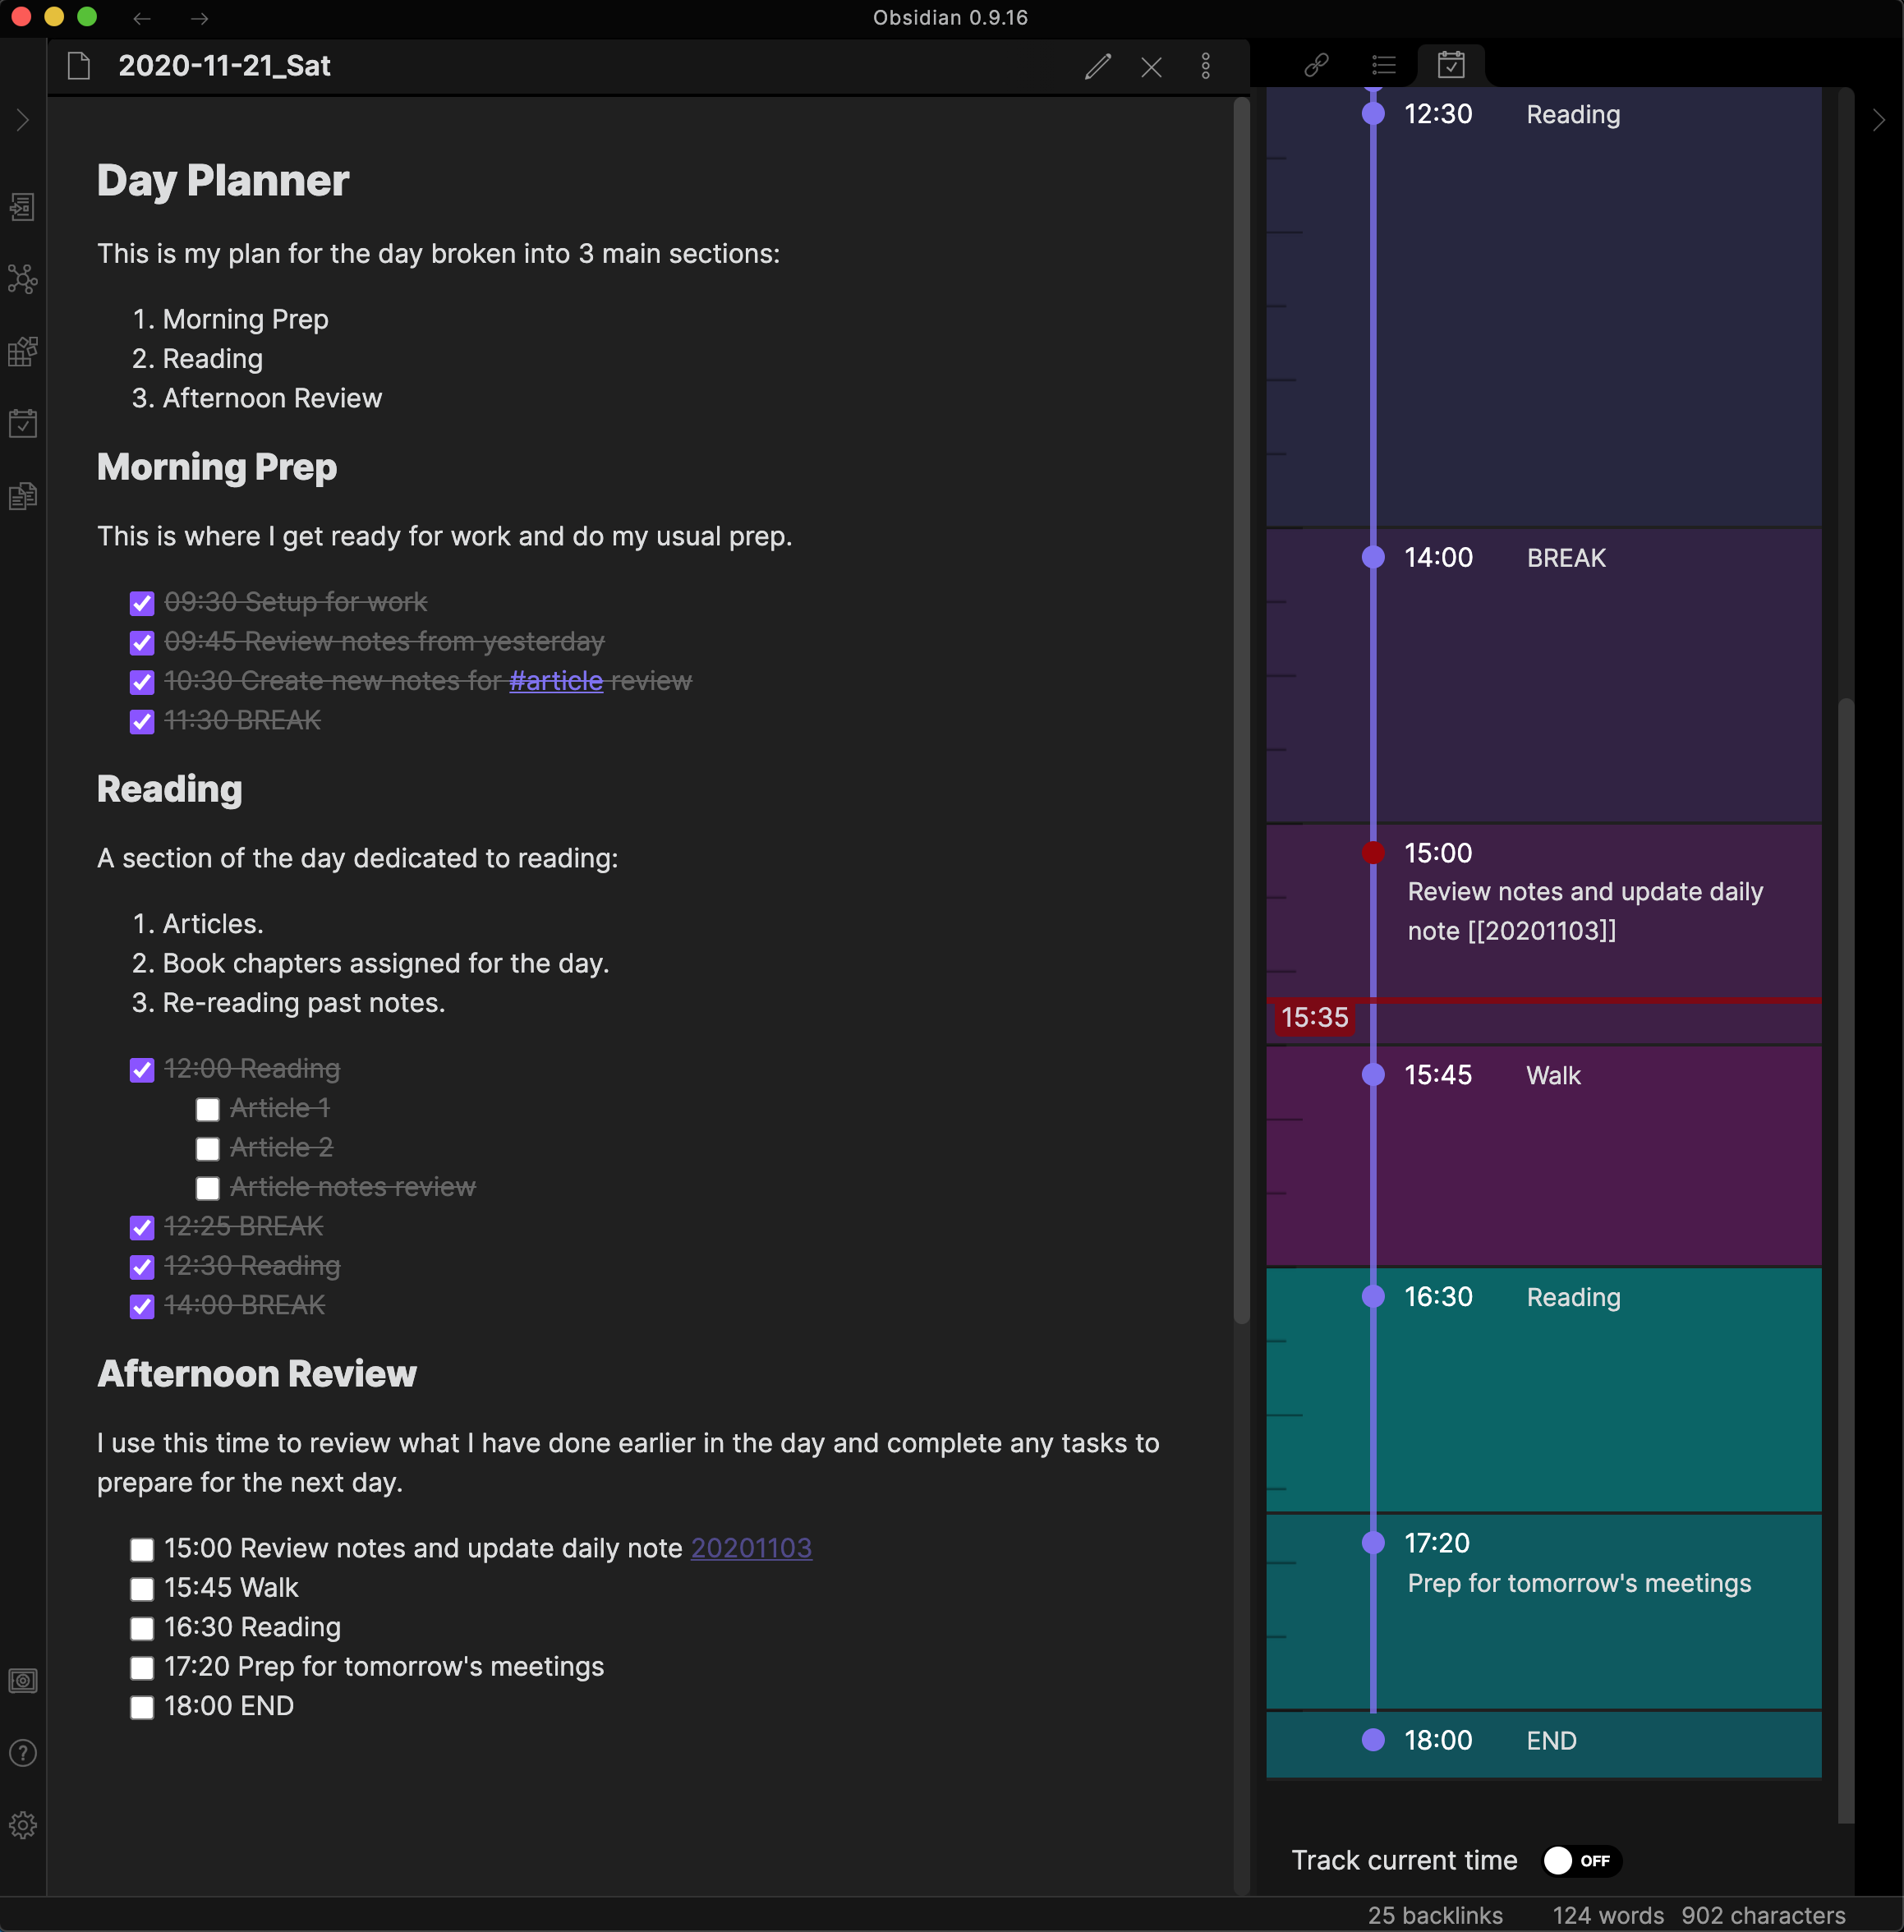 Obsidian 0.9.16
2020-11-21_Sat
Day Planner
This is my plan for the day broken into 3 main sections:
1. Morning Prep
2. Reading
3. Afternoon Review
Morning Prep
This is where I get ready for work and do my usual prep.
09:30 Setup for work
09:45 Review notes from yesterday
10:30 Create new notes for #article review
11:30 BREAK
Reading
A section of the day dedicated to reading:
1. Articles.
2. Book chapters assigned for the day.
3. Re-reading past notes.
12:00 Reading
Article 1
Article 2
Article notes review
12:25 BREAK
12:30 Reading
14:00 BREAK
Afternoon Review
I use this time to review what I have done earlier in the day and complete any tasks to
prepare for the next day.
15:00 Review notes and update daily note 20201103
15:45 Walk
16:30 Reading
17:20 Prep for tomorrow's meetings
18:00 END
12:30 Reading
14:00 BREAK
15:00
Review notes and update daily
note [[20201103]]
15:35
15:45 Walk
16:30 Reading
17:20
Prep for tomorrow's meetings
18:00 END
Track current time OFF
25 backlinks 124 words 902 characters